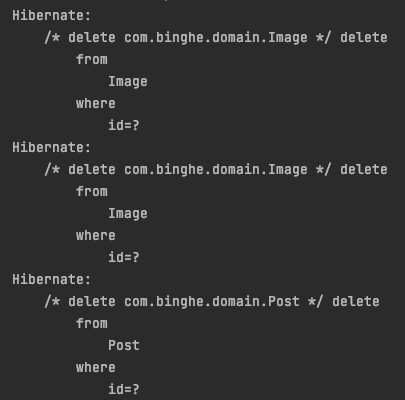 Hibernate:
    /* delete com.binghe.domain.Image */ delete
        from
            Image
        where
            id=?
Hibernate:
    /* delete com.binghe.domain.Image */ delete
        from
            Image
        where
            id=?
Hibernate:
    /* delete com.binghe.domain.Post */ delete
        from
            Post
        where
            id=?